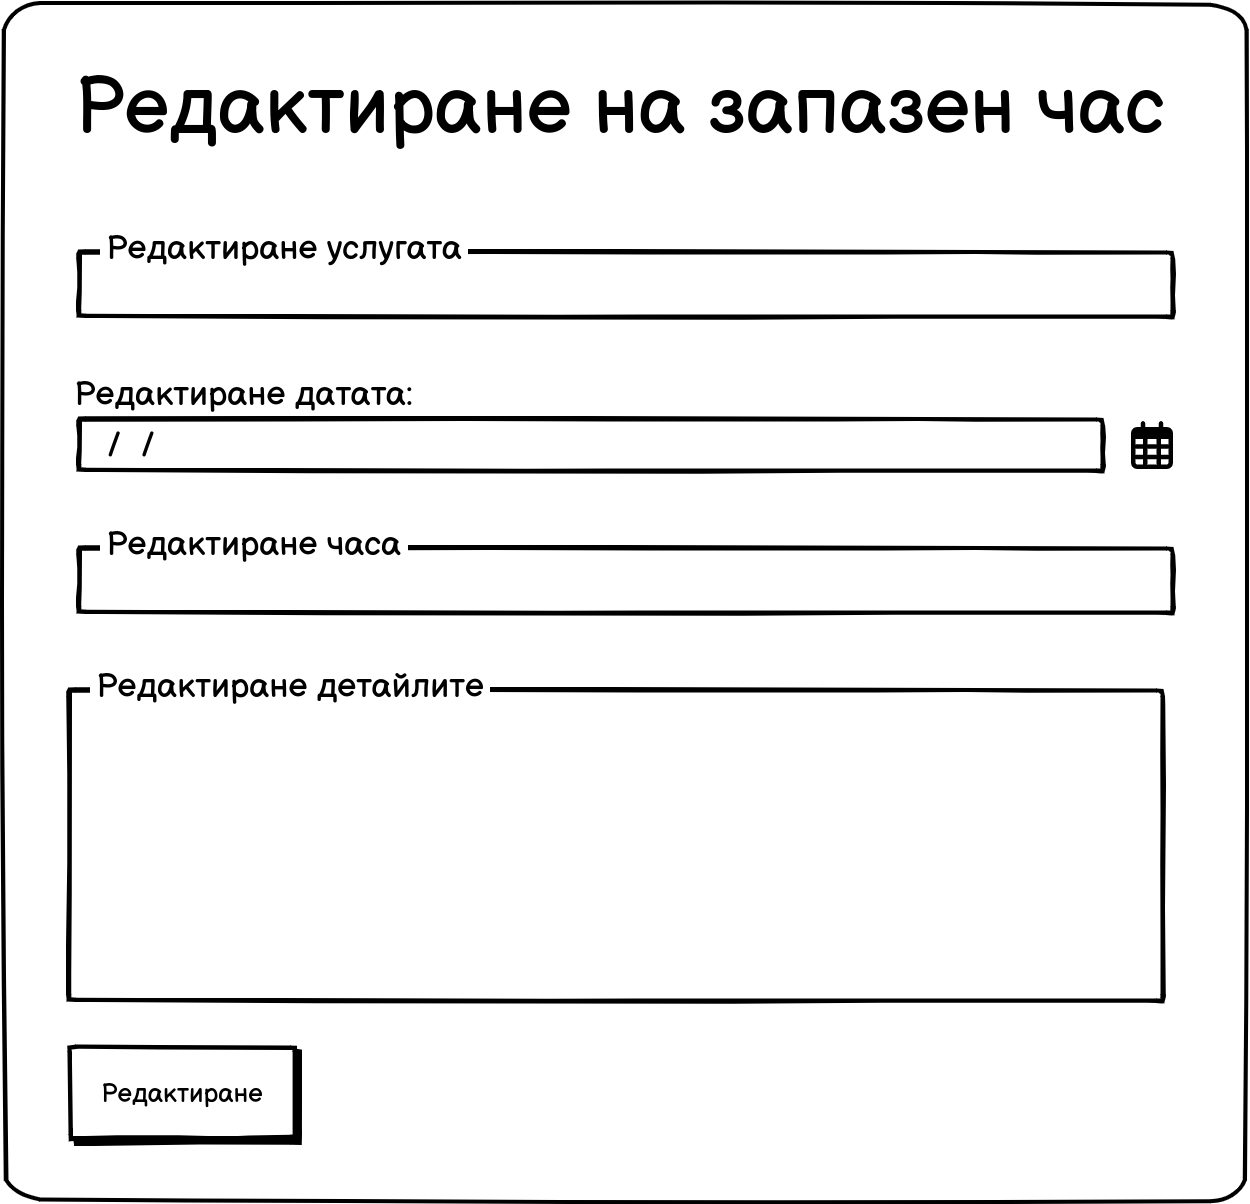 Редактиране на запазен час
Редактиране услугата
Редактиране датата:
/ /
Редактиране часа
Редактиране детайлите
Редактиране